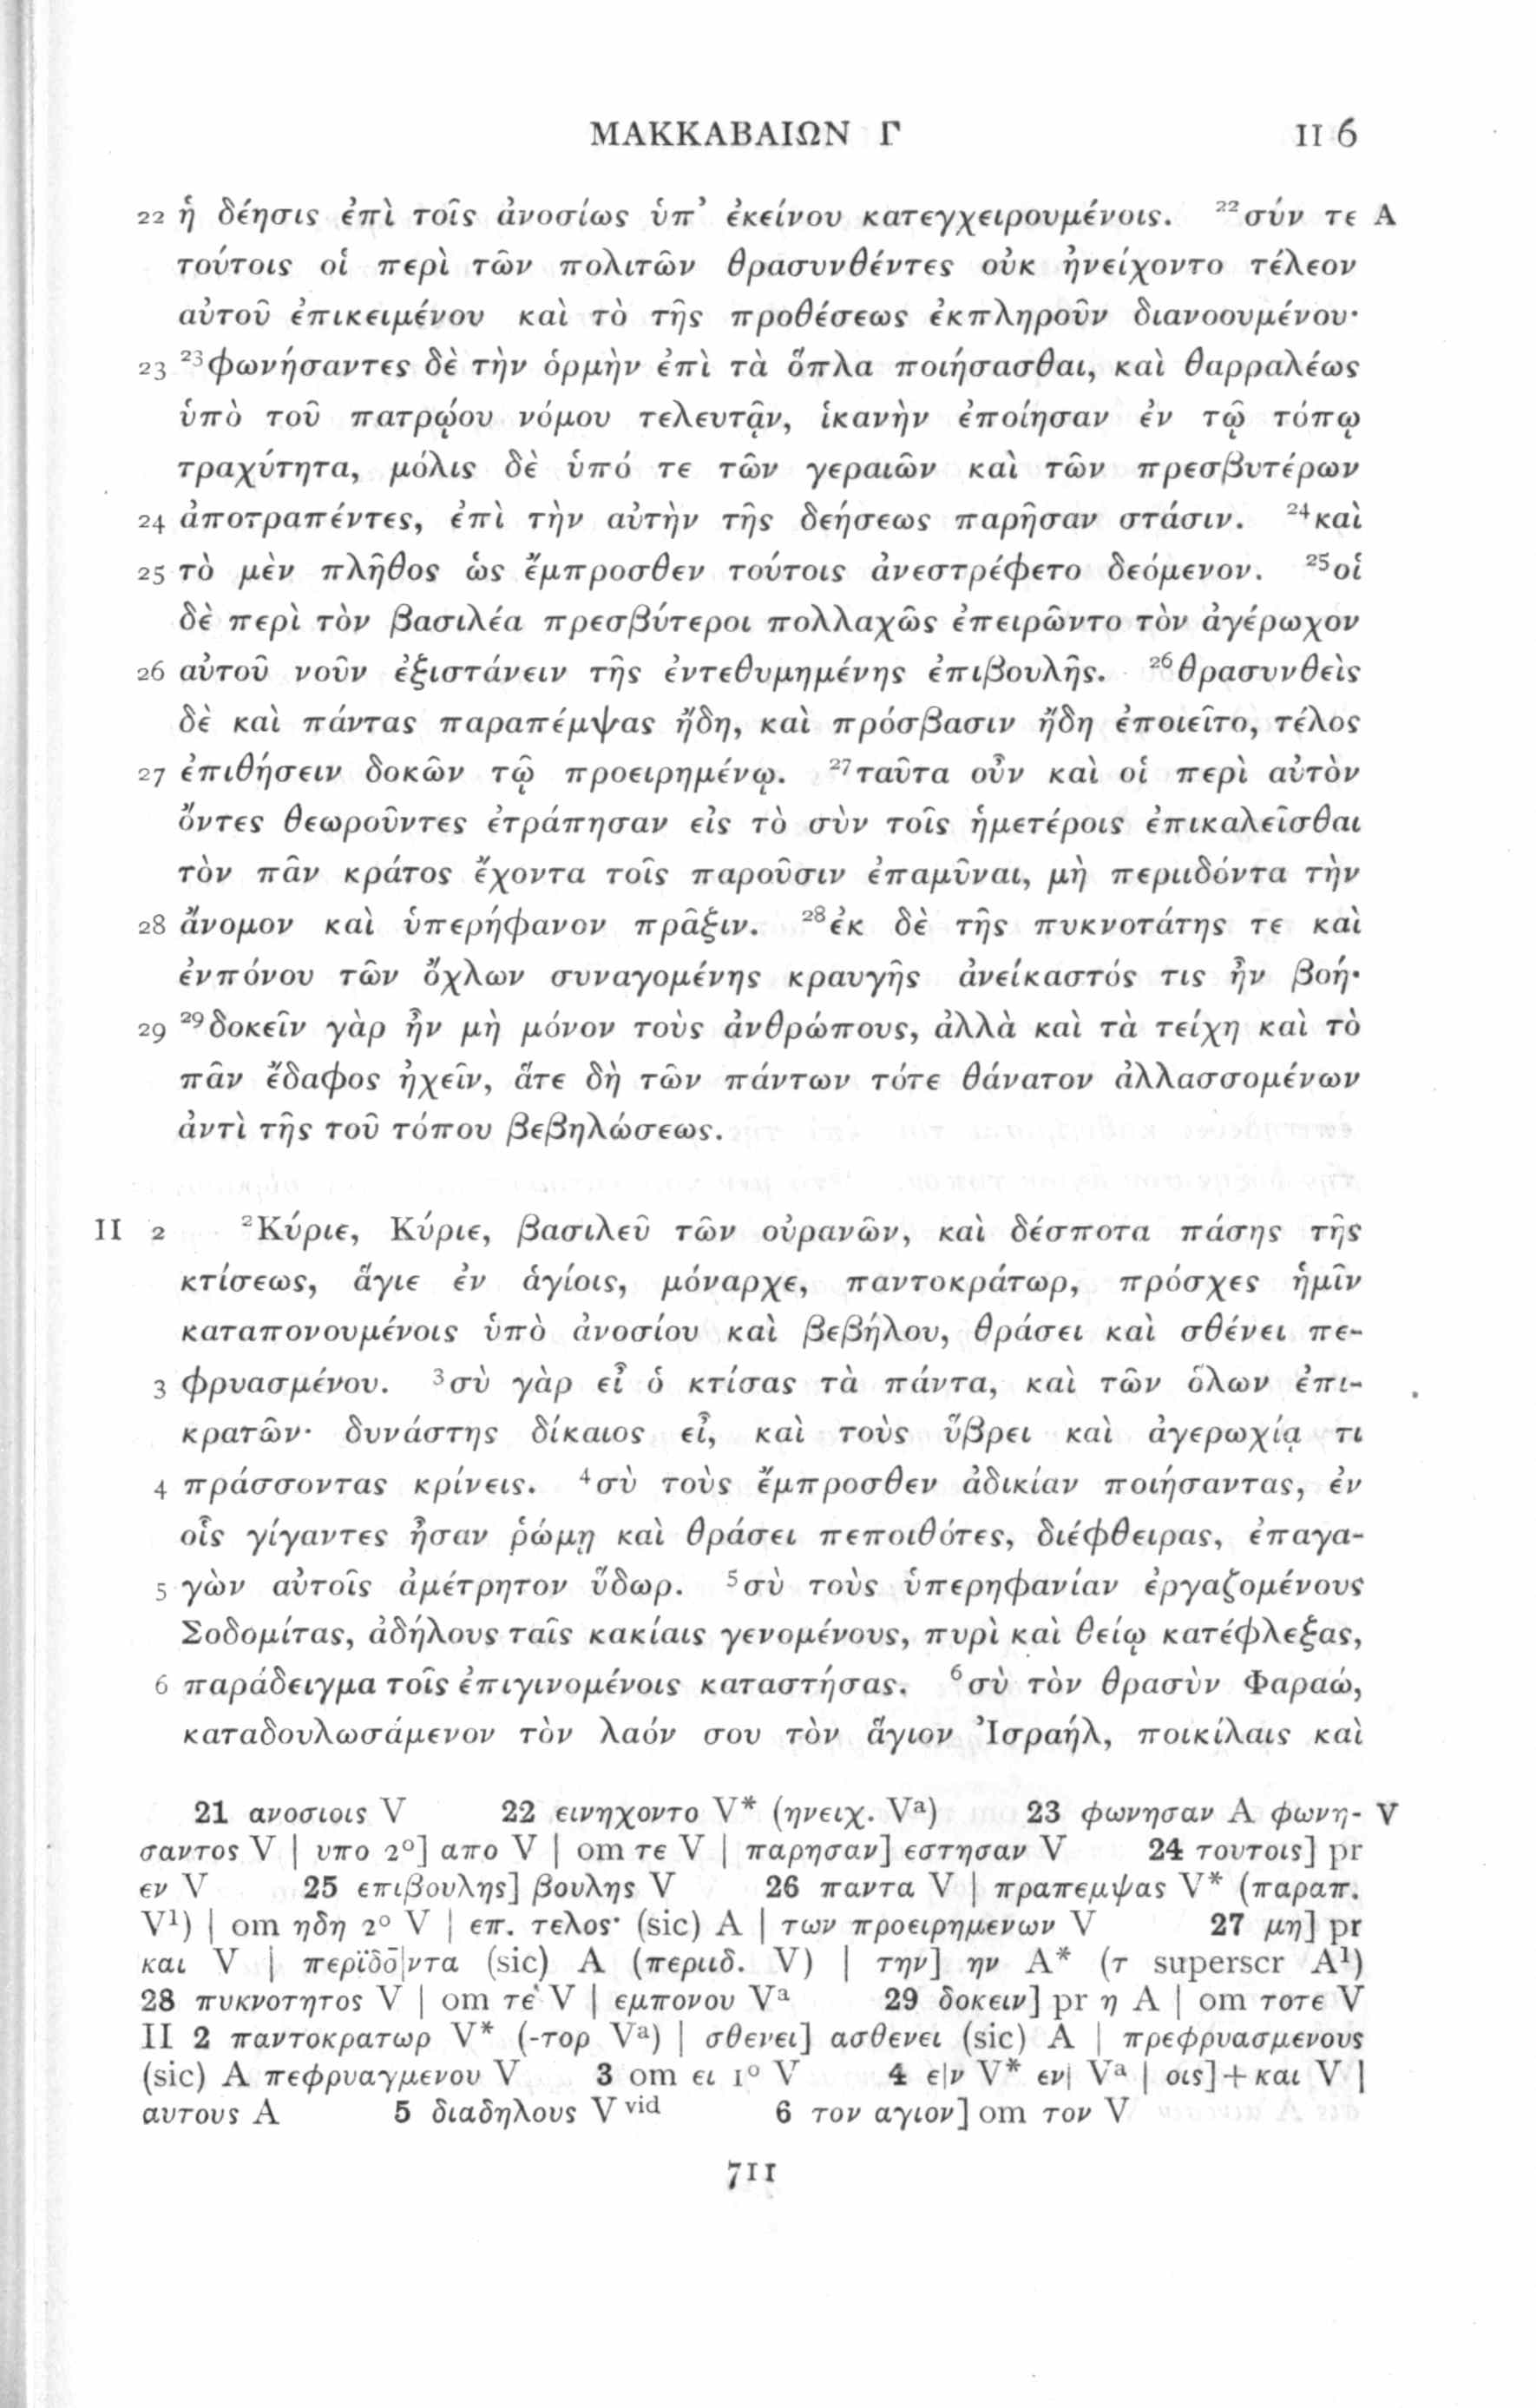 ΜΑΚΚΑΒΑΙΩΝ Γ II 6
22 ἡ δέησις ἐπὶ τοῖς ἀνοσίως ὑπ’ ἐκείνου κατεγχειρουμένοις. ²²σύν τε A
τούτοις οἱ περὶ τῶν πολιτῶν θρασυνθέντες οὐκ ἠνείχοντο τέλεον
αὐτοῦ ἐπικειμένου καὶ τὸ τῆς προθέσεως ἐκπληροῦν διανοουμένου·
23 ²³φωνήσαντες δὲ τὴν ὁρμὴν ἐπὶ τὰ ὅπλα ποιήσασθαι, καὶ θαρραλέως
ὑπὸ τοῦ πατρῴου νόμου τελευτᾷν, ἱκανὴν ἐποίησαν ἐν τῷ τόπῳ
τραχύτητα, μόλις δὲ ὑπό τε τῶν γεραιῶν καὶ τῶν πρεσβυτέρων
24 ἀποτραπέντες, ἐπὶ τὴν αὐτὴν τῆς δεήσεως παρῆσαν στάσιν. ²⁴καὶ
25 τὸ μὲν πλῆθος ὡς ἔμπροσθεν τούτοις ἀνεστρέφετο δεόμενον. ²⁵οἱ
δὲ περὶ τὸν βασιλέα πρεσβύτεροι πολλαχῶς ἐπειρῶντο τὸν ἀγέρωχον
26 αὐτοῦ νοῦν ἐξιστάνειν τῆς ἐντεθυμημένης ἐπιβουλῆς. ²⁶θρασυνθεὶς
δὲ καὶ πάντας παραπέμψας ἤδη, καὶ πρόσβασιν ἤδη ἐποιεῖτο, τέλος
27 ἐπιθήσειν δοκῶν τῷ προειρημένῳ. ²⁷ταῦτα οὖν καὶ οἱ περὶ αὐτὸν
ὄντες θεωροῦντες ἐτράπησαν εἰς τὸ σὺν τοῖς ἡμετέροις ἐπικαλεῖσθαι
τὸν πᾶν κράτος ἔχοντα τοῖς παροῦσιν ἐπαμῦναι, μὴ περιιδόντα τὴν
28 ἄνομον καὶ ὑπερήφανον πρᾶξιν. ²⁸ἐκ δὲ τῆς πυκνοτάτης τε καὶ
ἐνπόνου τῶν ὄχλων συναγομένης κραυγῆς ἀνείκαστός τις ἦν βοή·
29 ²⁹δοκεῖν γὰρ ἦν μὴ μόνον τοὺς ἀνθρώπους, ἀλλὰ καὶ τὰ τείχη καὶ τὸ
πᾶν ἔδαφος ἠχεῖν, ἅτε δὴ τῶν πάντων τότε θάνατον ἀλλασσομένων
ἀντὶ τῆς τοῦ τόπου βεβηλώσεως.
II 2 ²Κύριε, Κύριε, βασιλεῦ τῶν οὐρανῶν, καὶ δέσποτα πάσης τῆς
κτίσεως, ἅγιε ἐν ἁγίοις, μόναρχε, παντοκράτωρ, πρόσχες ἡμῖν
καταπονουμένοις ὑπὸ ἀνοσίου καὶ βεβήλου, θράσει καὶ σθένει πε-
3 φρυασμένου. ³σὺ γὰρ εἶ ὁ κτίσας τὰ πάντα, καὶ τῶν ὅλων ἐπι-
κρατῶν· δυνάστης δίκαιος εἶ, καὶ τοὺς ὕβρει καὶ ἀγερωχίᾳ τι
4 πράσσοντας κρίνεις. ⁴σὺ τοὺς ἔμπροσθεν ἀδικίαν ποιήσαντας, ἐν
οἷς γίγαντες ἦσαν ῥώμῃ καὶ θράσει πεποιθότες, διέφθειρας, ἐπαγα-
5 γὼν αὐτοῖς ἀμέτρητον ὕδωρ. ⁵σὺ τοὺς ὑπερηφανίαν ἐργαζομένους
Σοδομίτας, ἀδήλους ταῖς κακίαις γενομένους, πυρὶ καὶ θείῳ κατέφλεξας,
6 παράδειγμα τοῖς ἐπιγινομένοις καταστήσας. ⁶σὺ τὸν θρασὺν Φαραώ,
καταδουλωσάμενον τὸν λαόν σου τὸν ἅγιον Ἰσραήλ, ποικίλαις καὶ
21 ανοσιοις V 22 εινηχοντο V* (ηνειχ. Vᵃ) 23 φωνησαν A φωνη- V
σαντος V | υπο 2°] απο V | om τε V | παρησαν] εστησαν V 24 τουτοις] pr
εν V 25 επιβουλης] βουλης V 26 παντα V | πραπεμψας V* (παραπ.
V¹) | om ηδη 2° V | επ. τελος· (sic) A | των προειρημενων V 27 μη] pr
και V | περϊδο̄|ντα (sic) A (περιιδ. V) | την] ην A* (τ superscr A¹)
28 πυκνοτητος V | om τε V | εμπονου Vᵃ 29 δοκειν] pr η A | om τοτε V
II 2 παντοκρατωρ V* (-τορ Vᵃ) | σθενει] ασθενει (sic) A | πρεφρυασμενους
(sic) A πεφρυαγμενου V 3 om ει 1° V 4 ε|ν V* εν| Vᵃ | οις]+και V |
αυτους A 5 διαδηλους V ᵛⁱᵈ 6 τον αγιον] om τον V
711